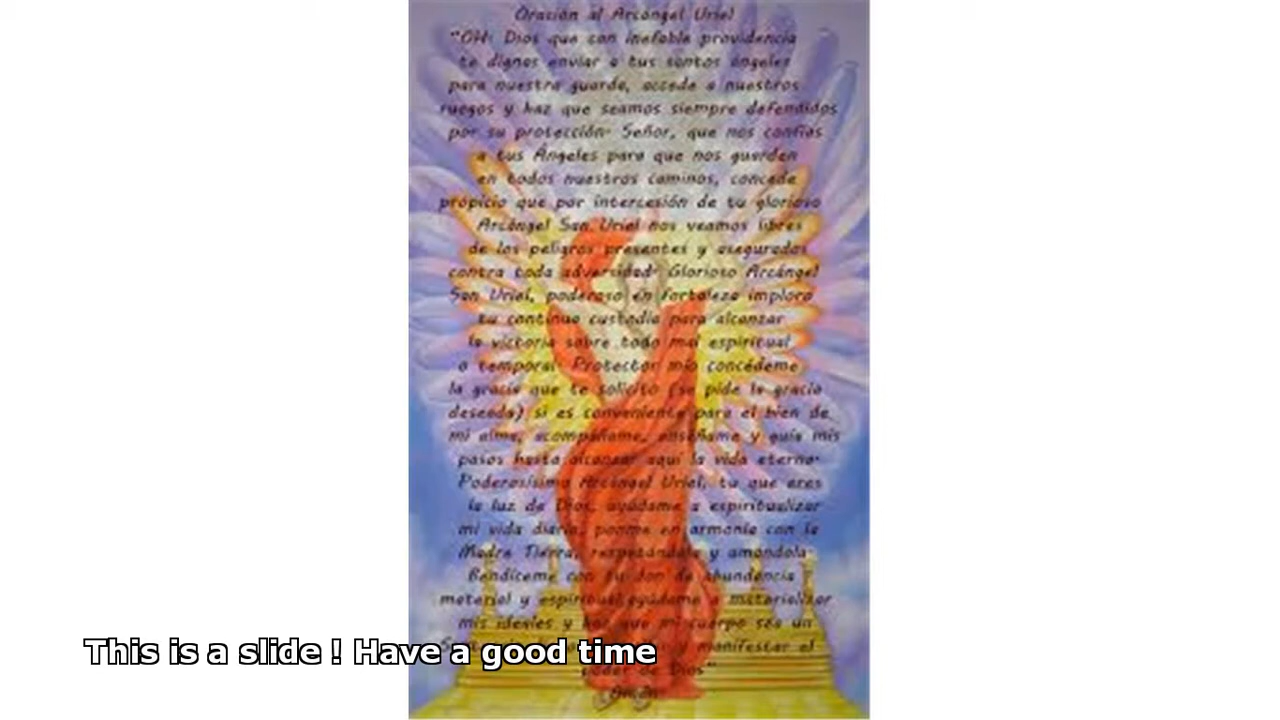 Oración al Arcángel Uriel
"OH: Dios que con inefable providencia
te dignas enviar a tus santos ángeles
para nuestra guarda, accede a nuestros
ruegos y haz que seamos siempre defendidos
por su protección· Señor, que nos confías
a tus Ángeles para que nos guarden
en todos nuestros caminos, concede
propicio que por intercesión de tu glorioso
Arcángel San Uriel nos veamos libres
de los peligros presentes y asegurados
contra toda adversidad· Glorioso Arcángel
San Uriel, poderoso en fortaleza imploro
tu continua custodia para alcanzar
la victoria sobre todo mal espiritual
o temporal· Protector mío concédeme
la gracia que te solicito (se pide la gracia
deseada) si es conveniente para el bien de
mi alma, acompáñame, enséñame y guía mis
pasos hasta alcanzar aquí la vida eterna·
Poderosísimo Arcángel Uriel, tu que eres
la luz de Dios, ayúdame a espiritualizar
mi vida diaria, ponme en armonía con la
Madre Tierra, respetándola y amándola·
Bendíceme con tu don de abundancia
material y espiritual ayúdame a materializar
mis ideales y haz que mi cuerpo sea un
y manifestar el
poder de Dios"
Amén
This is a slide ! Have a good time